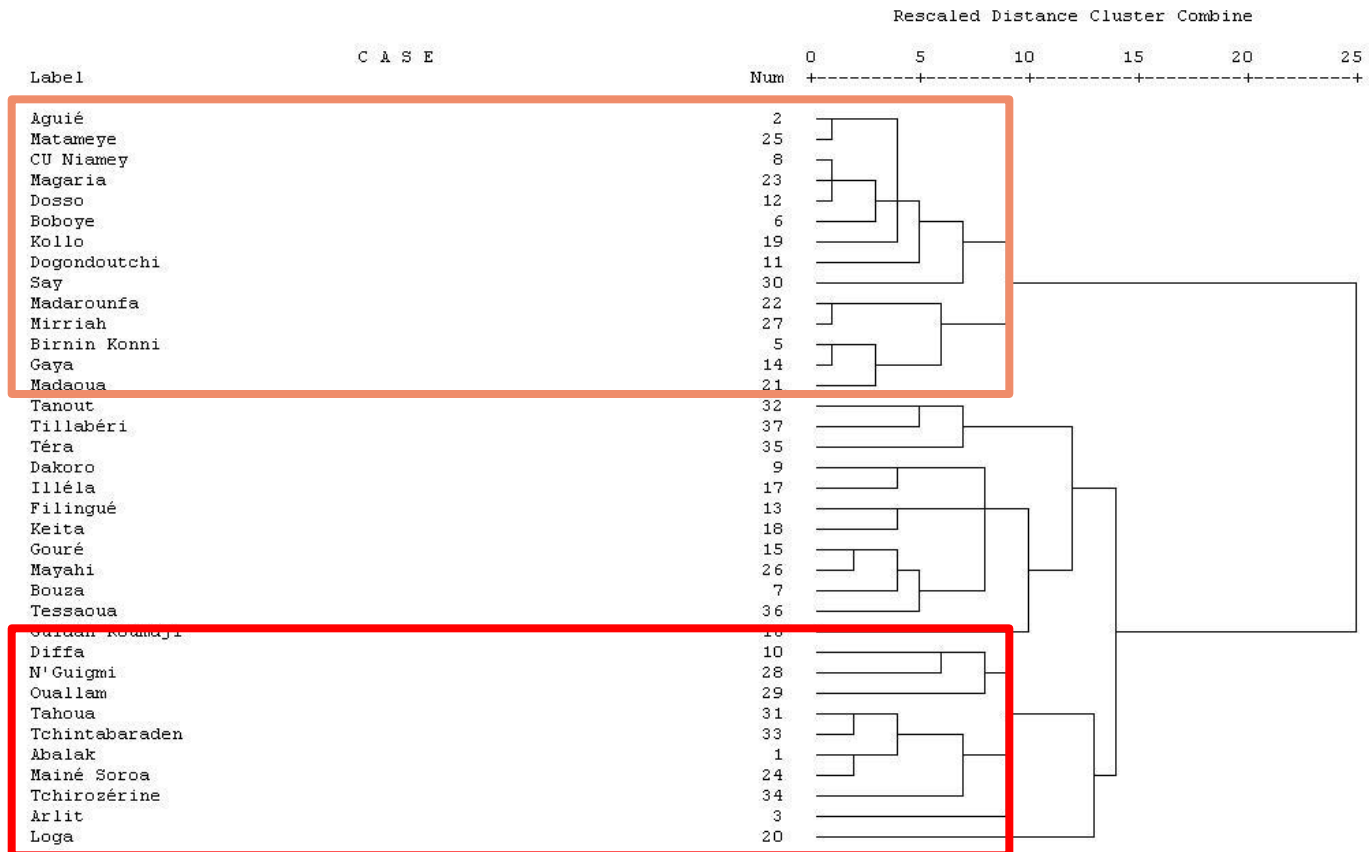 Rescaled Distance Cluster Combine
C A S E 0 5 10 15 20 25
Label Num +---------+---------+---------+---------+---------+
Aguié 2
Matameye 25
CU Niamey 8
Magaria 23
Dosso 12
Boboye 6
Kollo 19
Dogondoutchi 11
Say 30
Madarounfa 22
Mirriah 27
Birnin Konni 5
Gaya 14
Madaoua 21
Tanout 32
Tillabéri 37
Téra 35
Dakoro 9
Illéla 17
Filingué 13
Keita 18
Gouré 15
Mayahi 26
Bouza 7
Tessaoua 36
Diffa 10
N'Guigmi 28
Ouallam 29
Tahoua 31
Tchintabaraden 33
Abalak 1
Mainé Soroa 24
Tchirozérine 34
Arlit 3
Loga 20